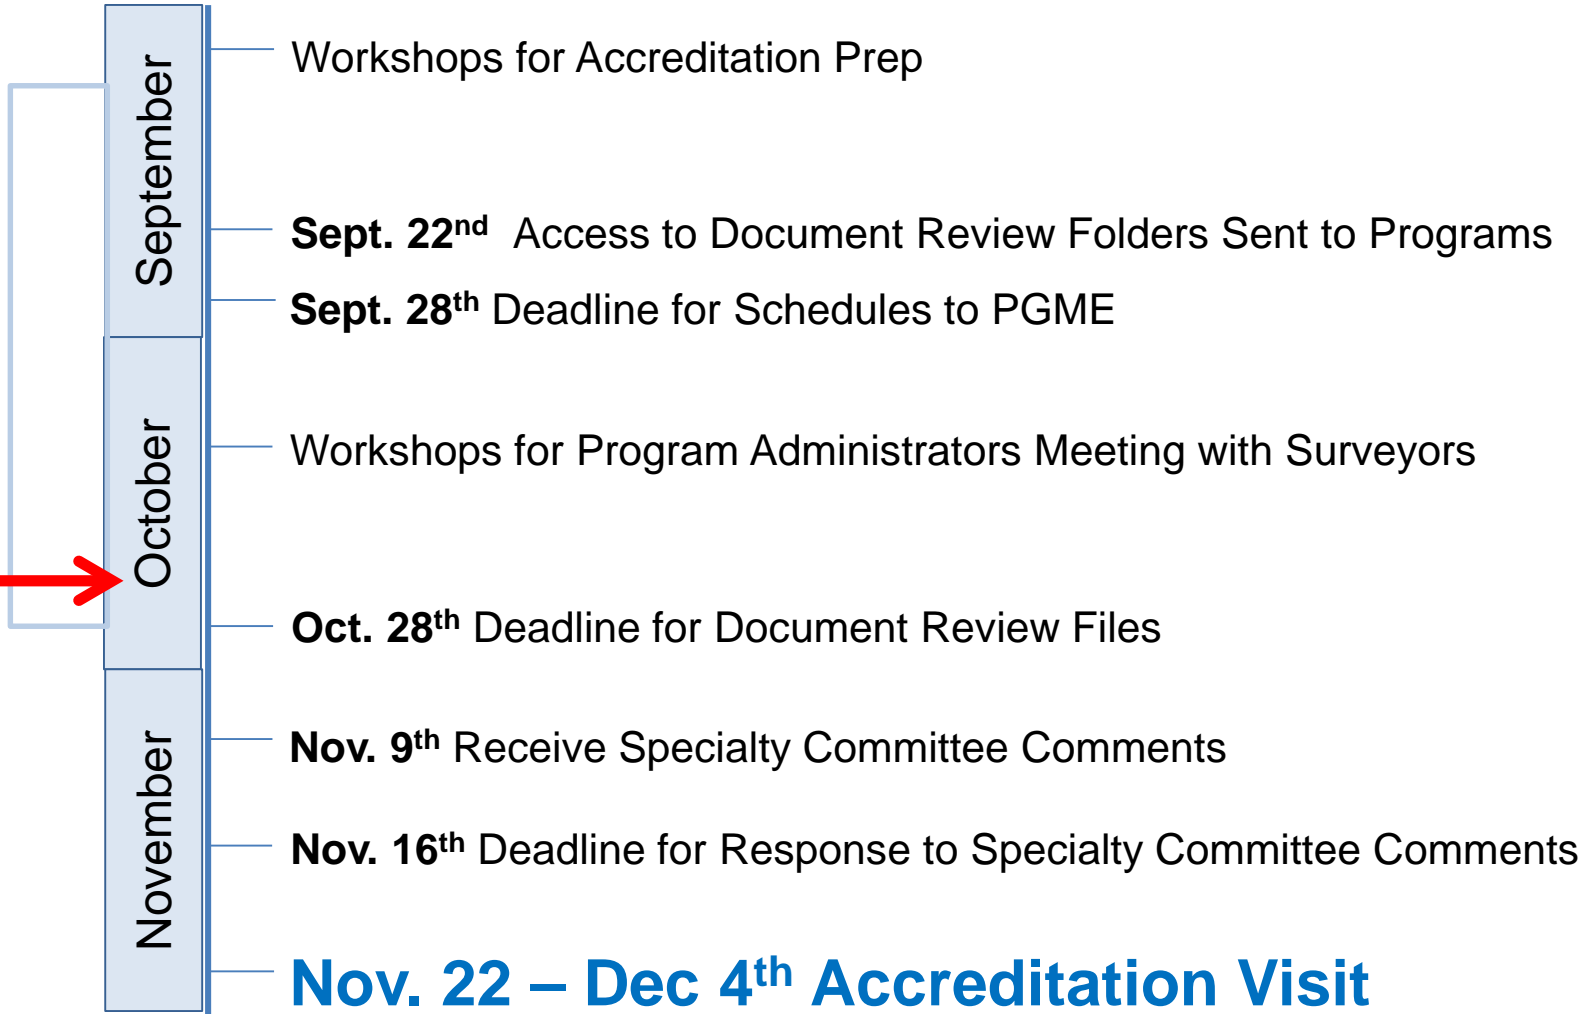 September
Workshops for Accreditation Prep
Sept. 22nd Access to Document Review Folders Sent to Programs
Sept. 28th Deadline for Schedules to PGME
October
Workshops for Program Administrators Meeting with Surveyors
Oct. 28th Deadline for Document Review Files
November
Nov. 9th Receive Specialty Committee Comments
Nov. 16th Deadline for Response to Specialty Committee Comments
Nov. 22 – Dec 4th Accreditation Visit